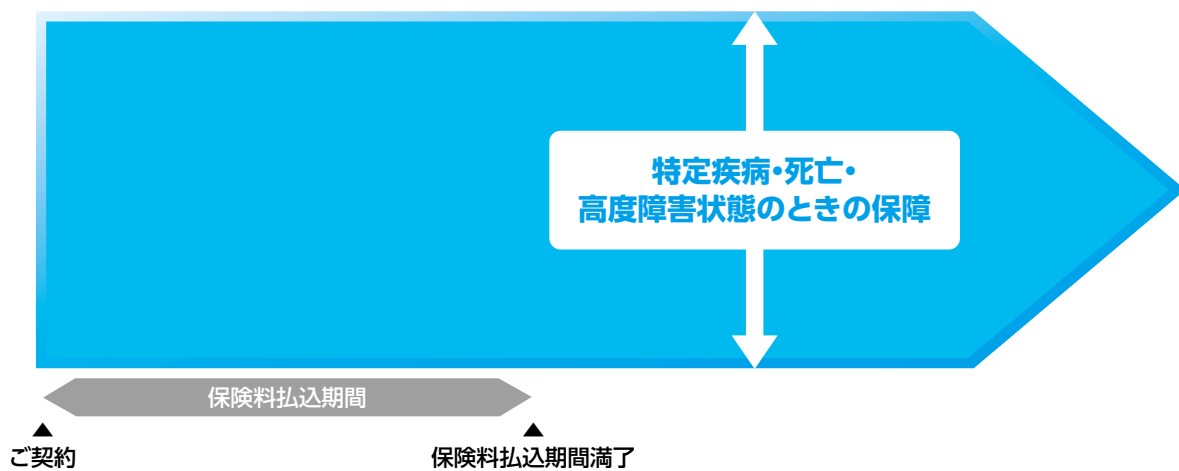 特定疾病・死亡・
高度障害状態のときの保障
保険料払込期間
▲
▲
ご契約
保険料払込期間満了